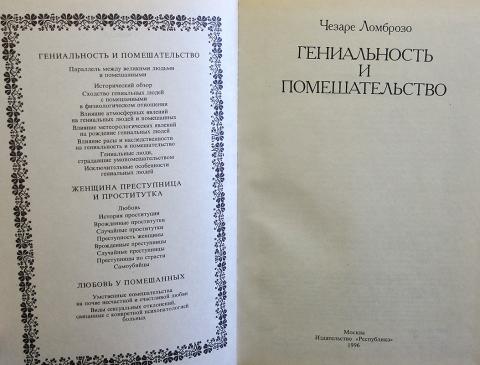 ГЕНИАЛЬНОСТЬ И ПОМЕШАТЕЛЬСТВО
Параллель между великими людьми
и помешанными
Исторический обзор
Сходство гениальных людей
с помешанными
в физиологическом отношении
Влияние атмосферных явлений
на гениальных людей и помешанных
Влияние метеорологических явлений
на рождение гениальных людей
Влияние расы и наследственности
на гениальность и помешательство
Гениальные люди,
страдавшие умопомешательством
Исключительные особенности
гениальных людей
ЖЕНЩИНА ПРЕСТУПНИЦА
И ПРОСТИТУТКА
Любовь
История проституции
Врожденные проститутки
Случайные проститутки
Преступность женщины
Врожденные преступницы
Случайные преступницы
Преступницы по страсти
Самоубийцы
ЛЮБОВЬ У ПОМЕШАННЫХ
Умственные помешательства
на почве несчастной и счастливой любви
Виды сексуальных отклонений,
связанных с конкретной психопатологией
больных
Чезаре Ломброзо
ГЕНИАЛЬНОСТЬ
И
ПОМЕШАТЕЛЬСТВО
Москва
Издательство «Республика»
1996